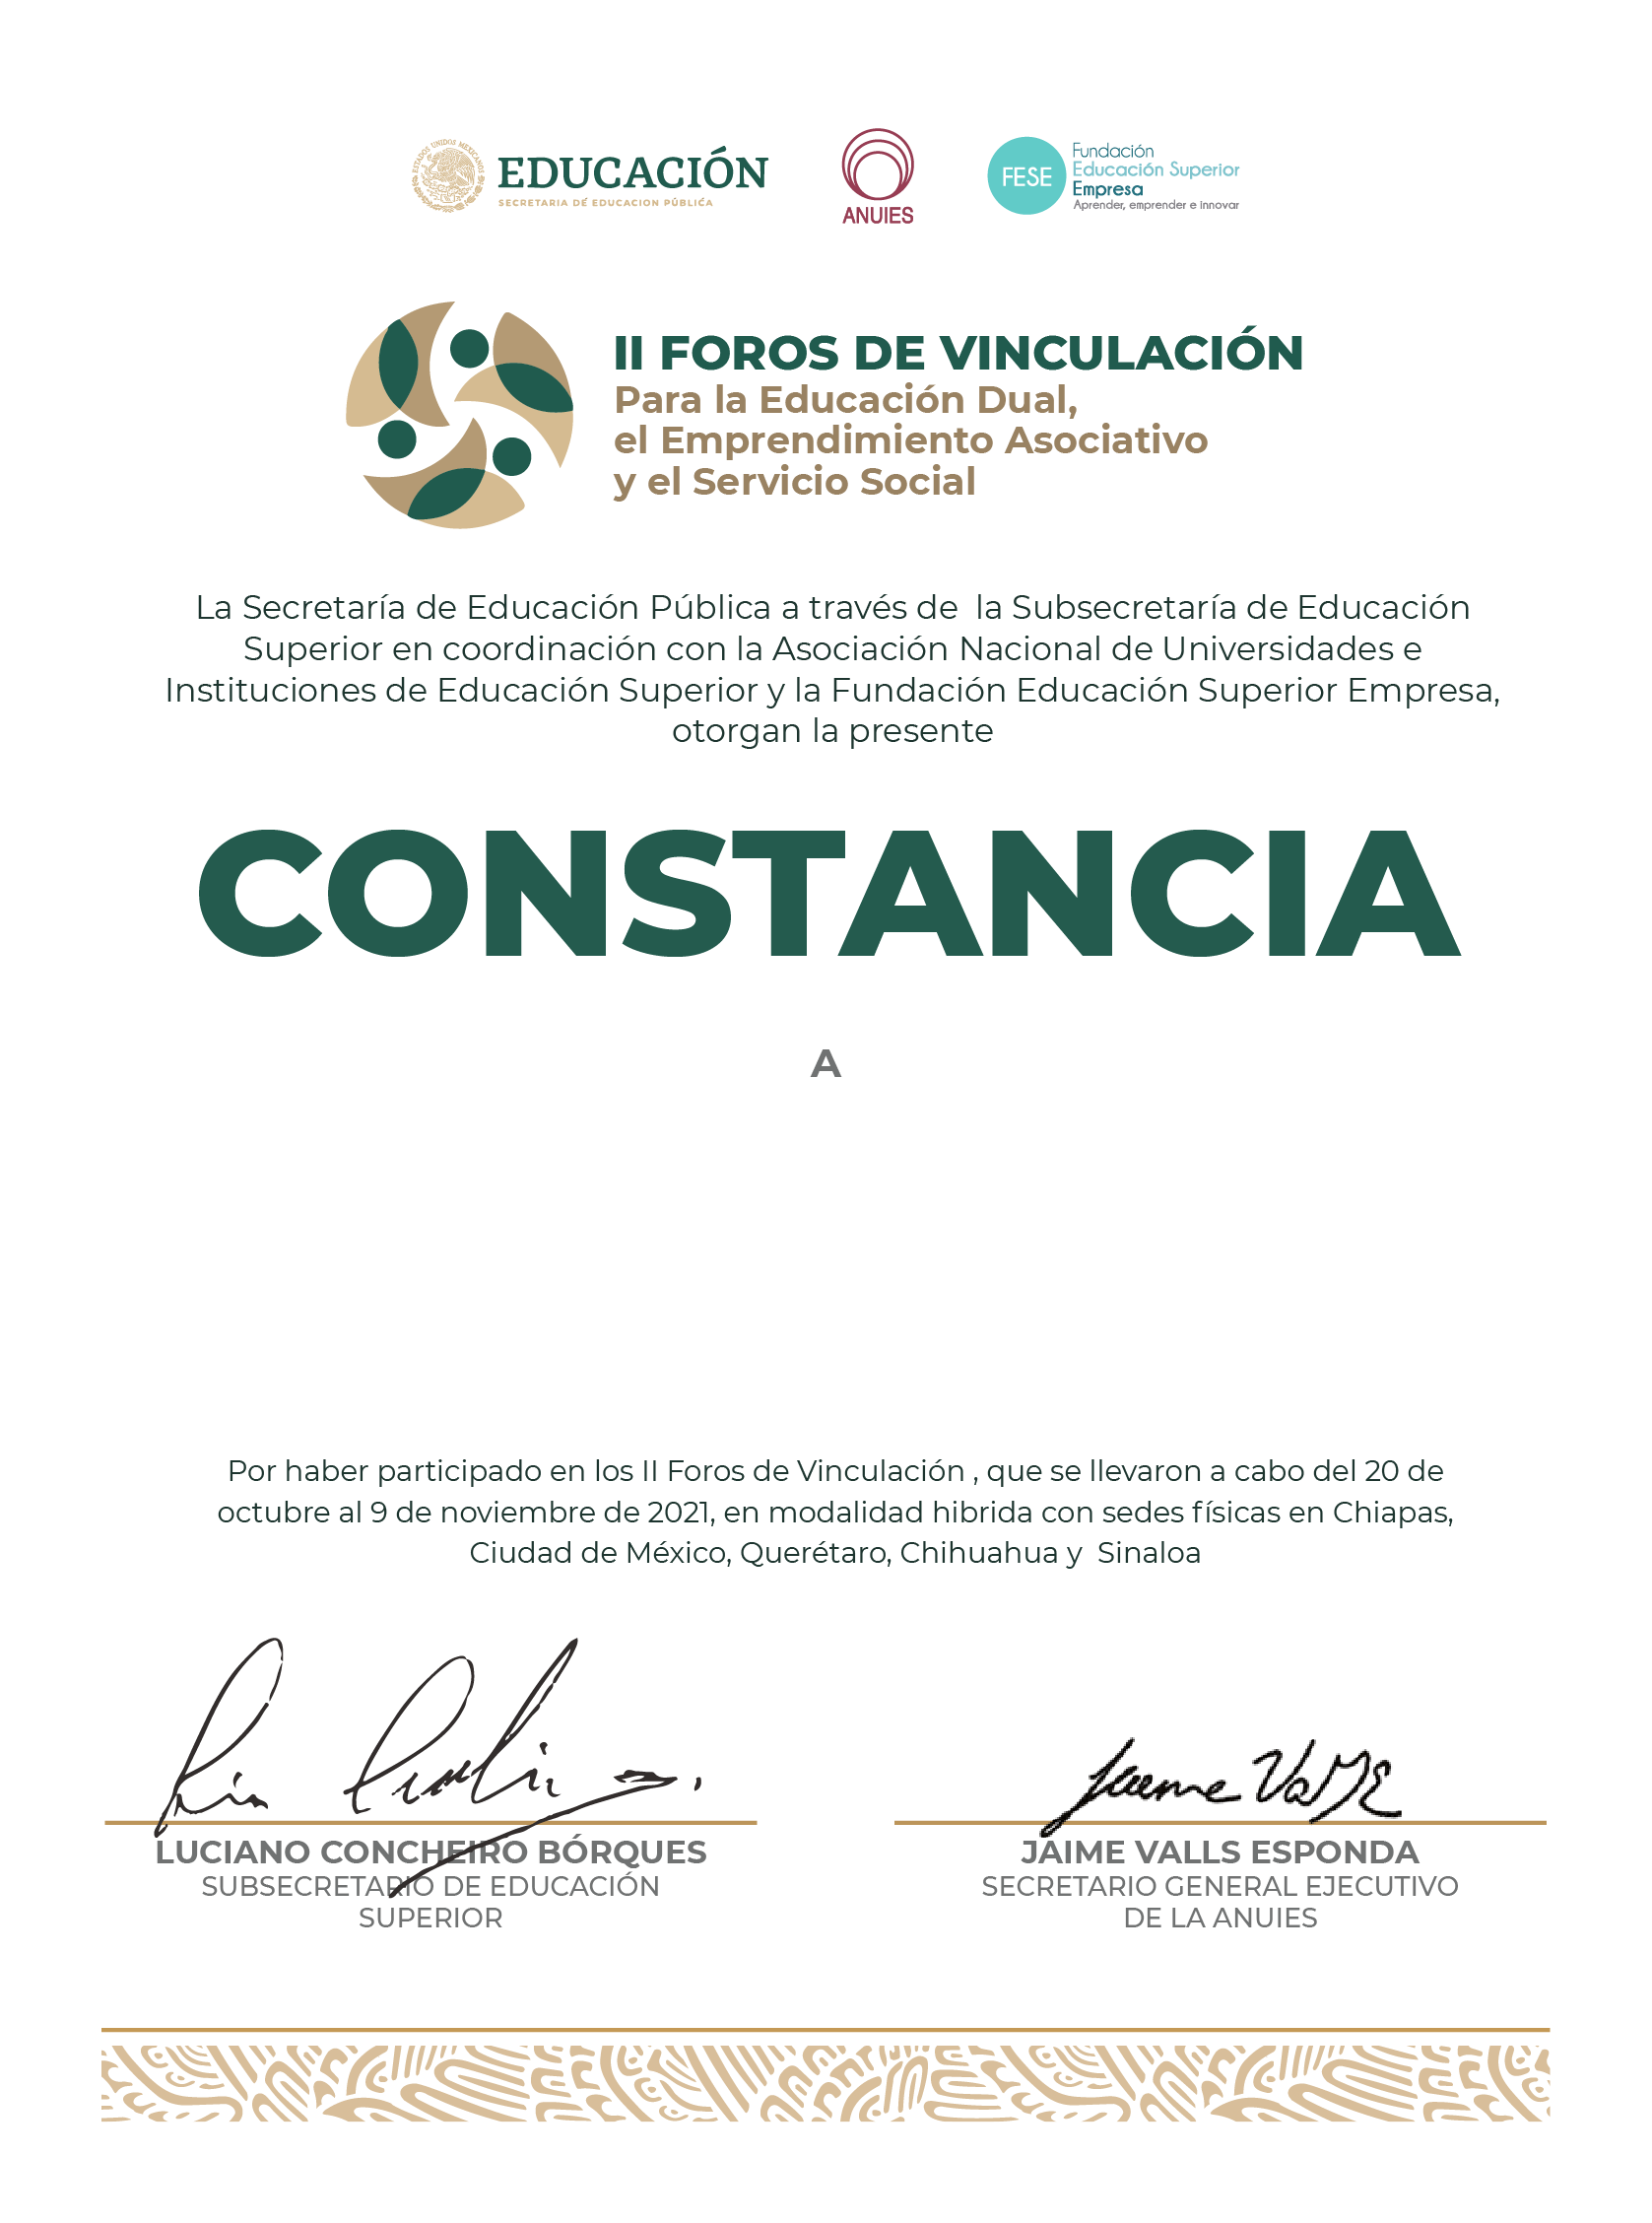 ESTADOS UNIDOS MEXICANOS
EDUCACIÓN
SECRETARIA DE EDUCACION PÚBLICA
ANUIES
FESE
Fundación
Educación Superior
Empresa
Aprender, emprender e innovar
II FOROS DE VINCULACIÓN
Para la Educación Dual,
el Emprendimiento Asociativo
y el Servicio Social
La Secretaría de Educación Pública a través de  la Subsecretaría de Educación
Superior en coordinación con la Asociación Nacional de Universidades e
Instituciones de Educación Superior y la Fundación Educación Superior Empresa,
otorgan la presente
CONSTANCIA
A
Por haber participado en los II Foros de Vinculación , que se llevaron a cabo del 20 de
octubre al 9 de noviembre de 2021, en modalidad hibrida con sedes físicas en Chiapas,
Ciudad de México, Querétaro, Chihuahua y  Sinaloa
Jaime Valls E
LUCIANO CONCHEIRO BÓRQUES
SUBSECRETARIO DE EDUCACIÓN
SUPERIOR
JAIME VALLS ESPONDA
SECRETARIO GENERAL EJECUTIVO
DE LA ANUIES